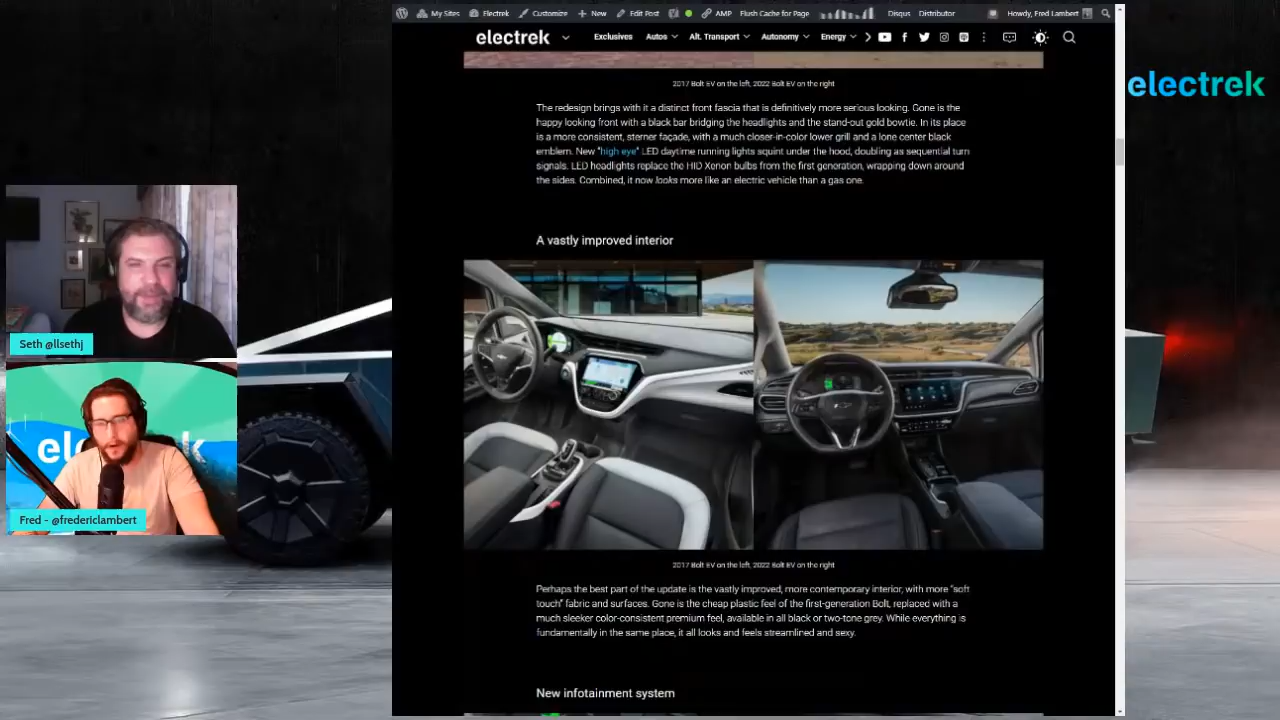 My Sites Electrek Customize New Edit Post AMP Flush Cache for Page Disqus Distributor Howdy, Fred Lambert
electrek Exclusives Autos Alt. Transport Autonomy Energy
electrek
2017 Bolt EV on the left, 2022 Bolt EV on the right
The redesign brings with it a distinct front fascia that is definitively more serious looking. Gone is the
happy looking front with a black bar bridging the headlights and the stand-out gold bowtie. In its place
is a more consistent, sterner façade, with a much closer-in-color lower grill and a lone center black
emblem. New "high eye" LED daytime running lights squint under the hood, doubling as sequential turn
signals. LED headlights replace the HID Xenon bulbs from the first generation, wrapping down around
the sides. Combined, it now looks more like an electric vehicle than a gas one.
A vastly improved interior
Seth @llsethj
el k
Fred - @fredericlambert
2017 Bolt EV on the left, 2022 Bolt EV on the right
Perhaps the best part of the update is the vastly improved, more contemporary interior, with more "soft
touch" fabric and surfaces. Gone is the cheap plastic feel of the first-generation Bolt, replaced with a
much sleeker color-consistent premium feel, available in all black or two-tone grey. While everything is
fundamentally in the same place, it all looks and feels streamlined and sexy.
New infotainment system